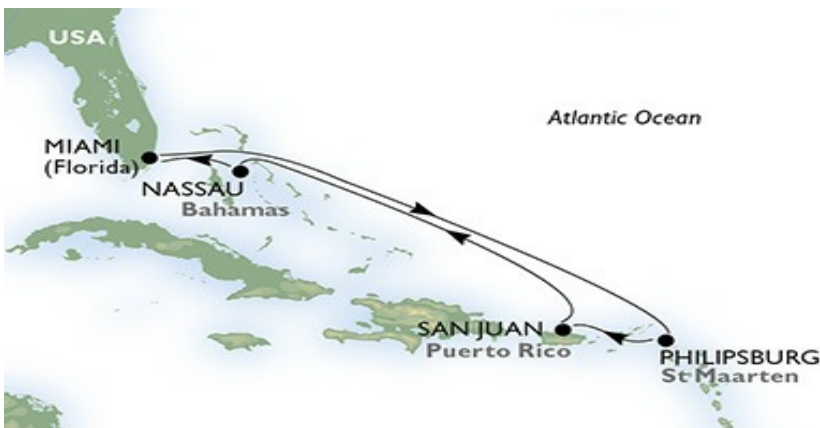 USA
Atlantic Ocean
MIAMI
(Florida)
NASSAU
Bahamas
SAN JUAN
Puerto Rico
PHILIPSBURG
St Maarten